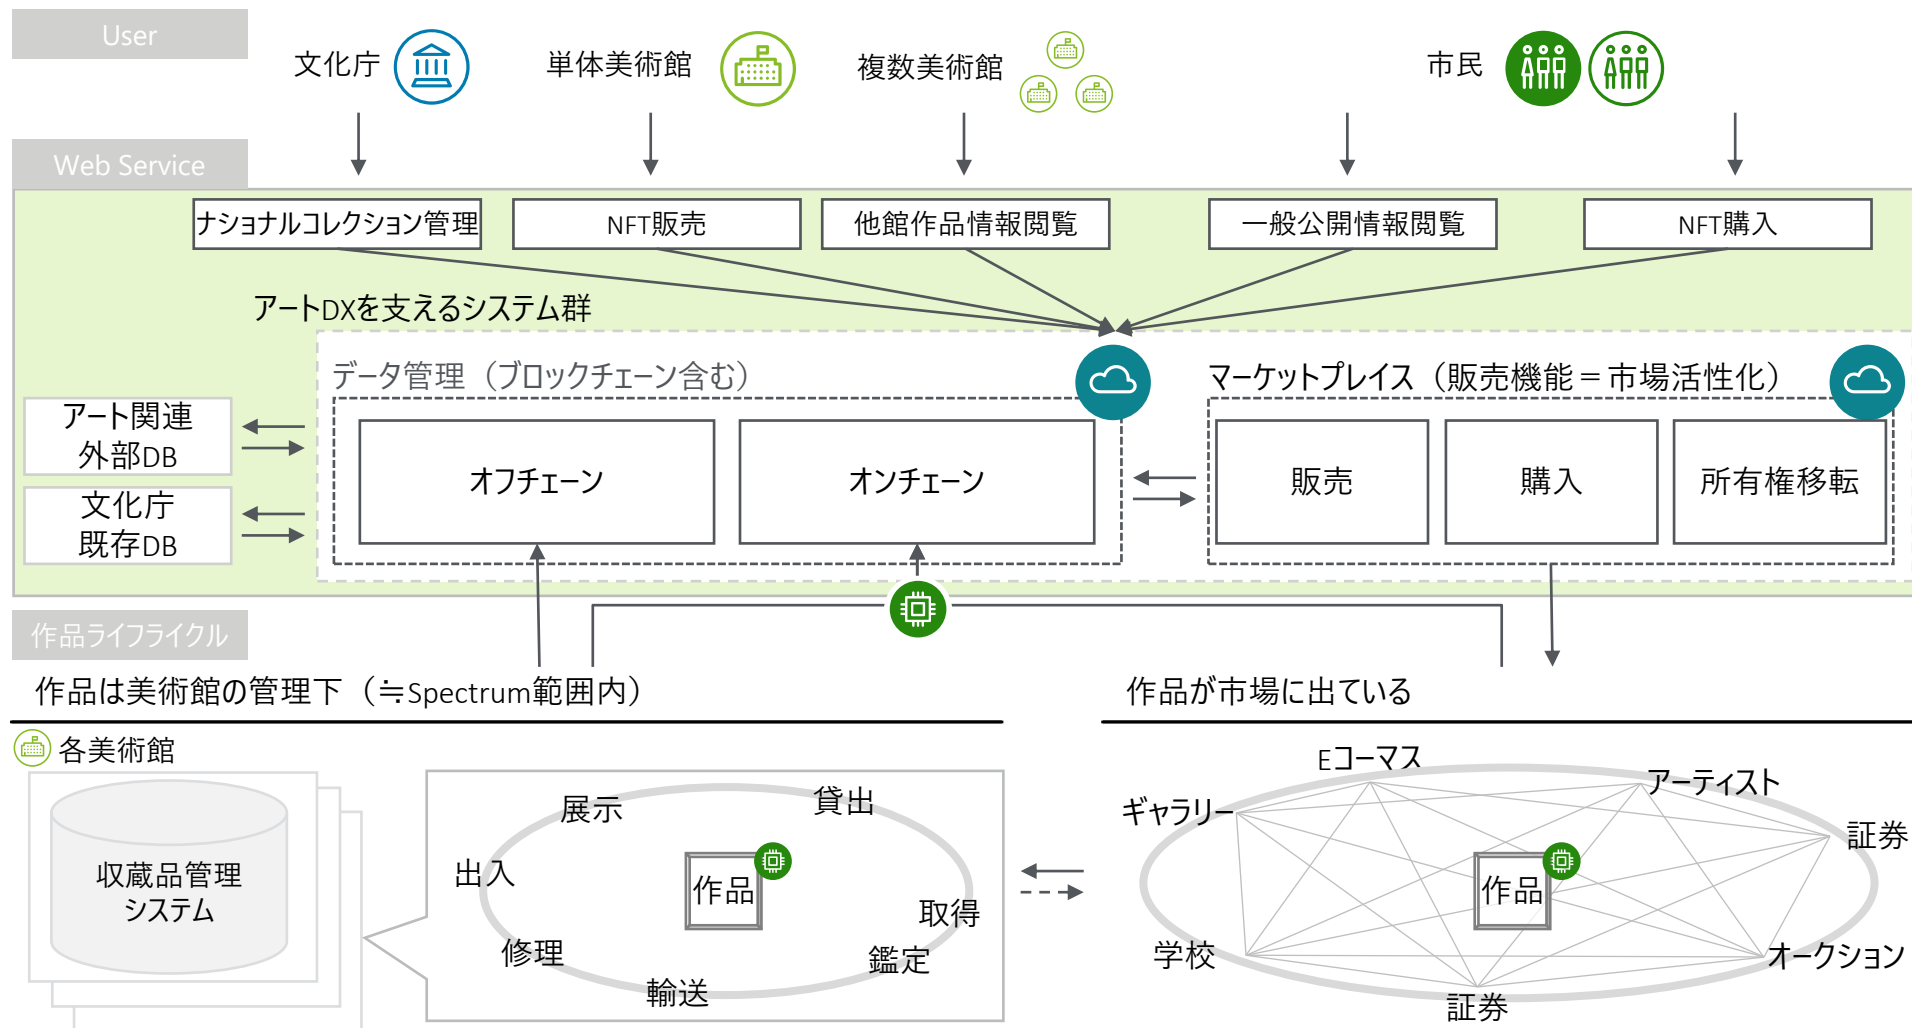 User
文化庁
単体美術館
複数美術館
市民
Web Service
ナショナルコレクション管理
NFT販売
他館作品情報閲覧
一般公開情報閲覧
NFT購入
アートDXを支えるシステム群
データ管理（ブロックチェーン含む）
マーケットプレイス（販売機能＝市場活性化）
アート関連
外部DB
文化庁
既存DB
オフチェーン
オンチェーン
販売
購入
所有権移転
作品ライフライクル
作品は美術館の管理下（≒Spectrum範囲内）
作品が市場に出ている
各美術館
収蔵品管理
システム
展示
貸出
出入
作品
取得
修理
鑑定
輸送
Eコーマス
アーティスト
ギャラリー
証券
作品
学校
オークション
証券